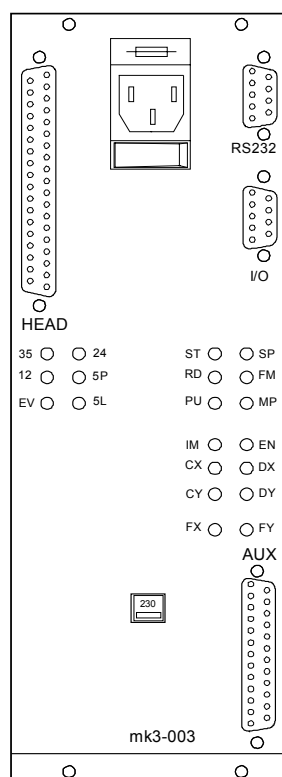 RS232
I/O
HEAD
35 24 ST SP
12 5P RD FM
EV 5L PU MP
IM EN
CX DX
CY DY
FX FY
AUX
230
mk3-003